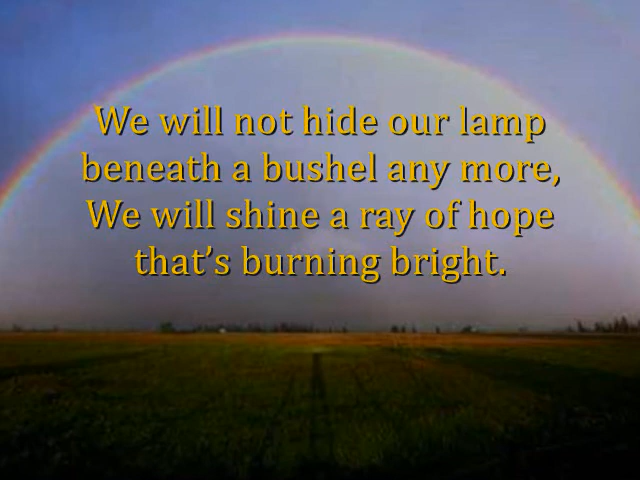 We will not hide our lamp
beneath a bushel any more,
We will shine a ray of hope
that’s burning bright.